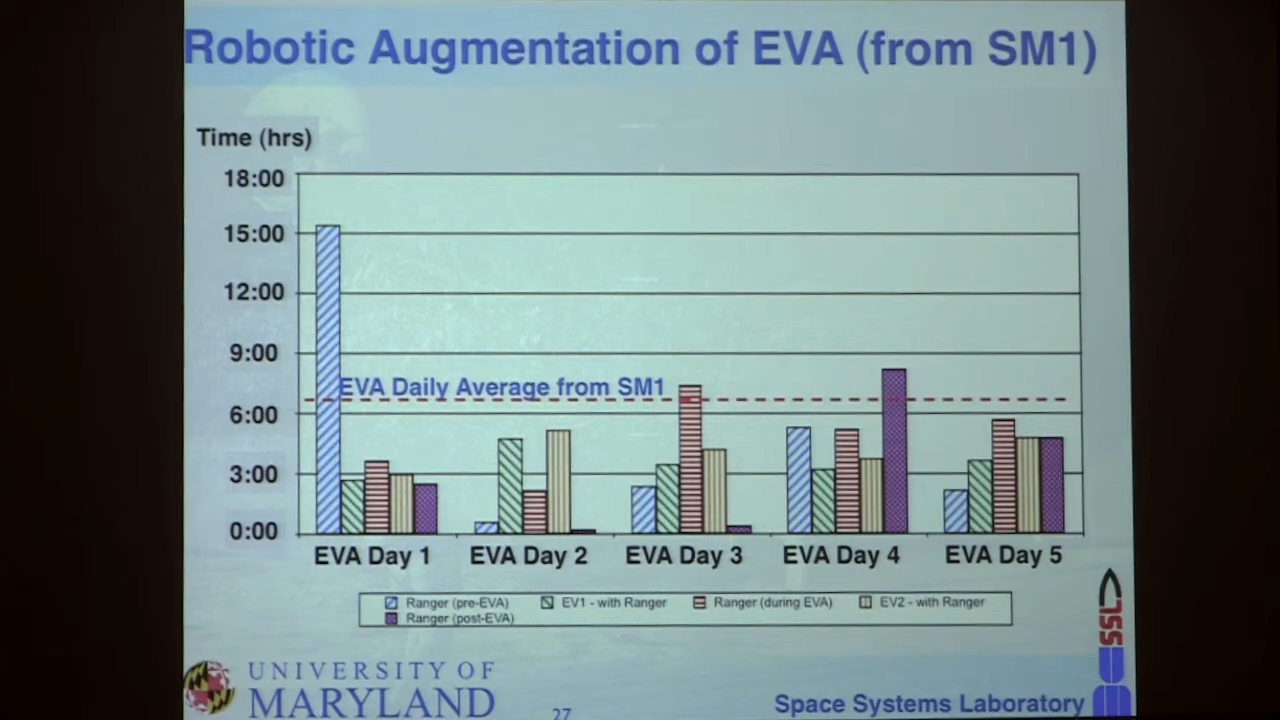 Robotic Augmentation of EVA (from SM1)
Time (hrs)
18:00
15:00
12:00
9:00
EVA Daily Average from SM1
6:00
3:00
0:00
EVA Day 1 EVA Day 2 EVA Day 3 EVA Day 4 EVA Day 5
Ranger (pre-EVA) EV1 - with Ranger Ranger (during EVA) EV2 - with Ranger
Ranger (post-EVA)
SSL
UNIVERSITY OF
MARYLAND
27
Space Systems Laboratory